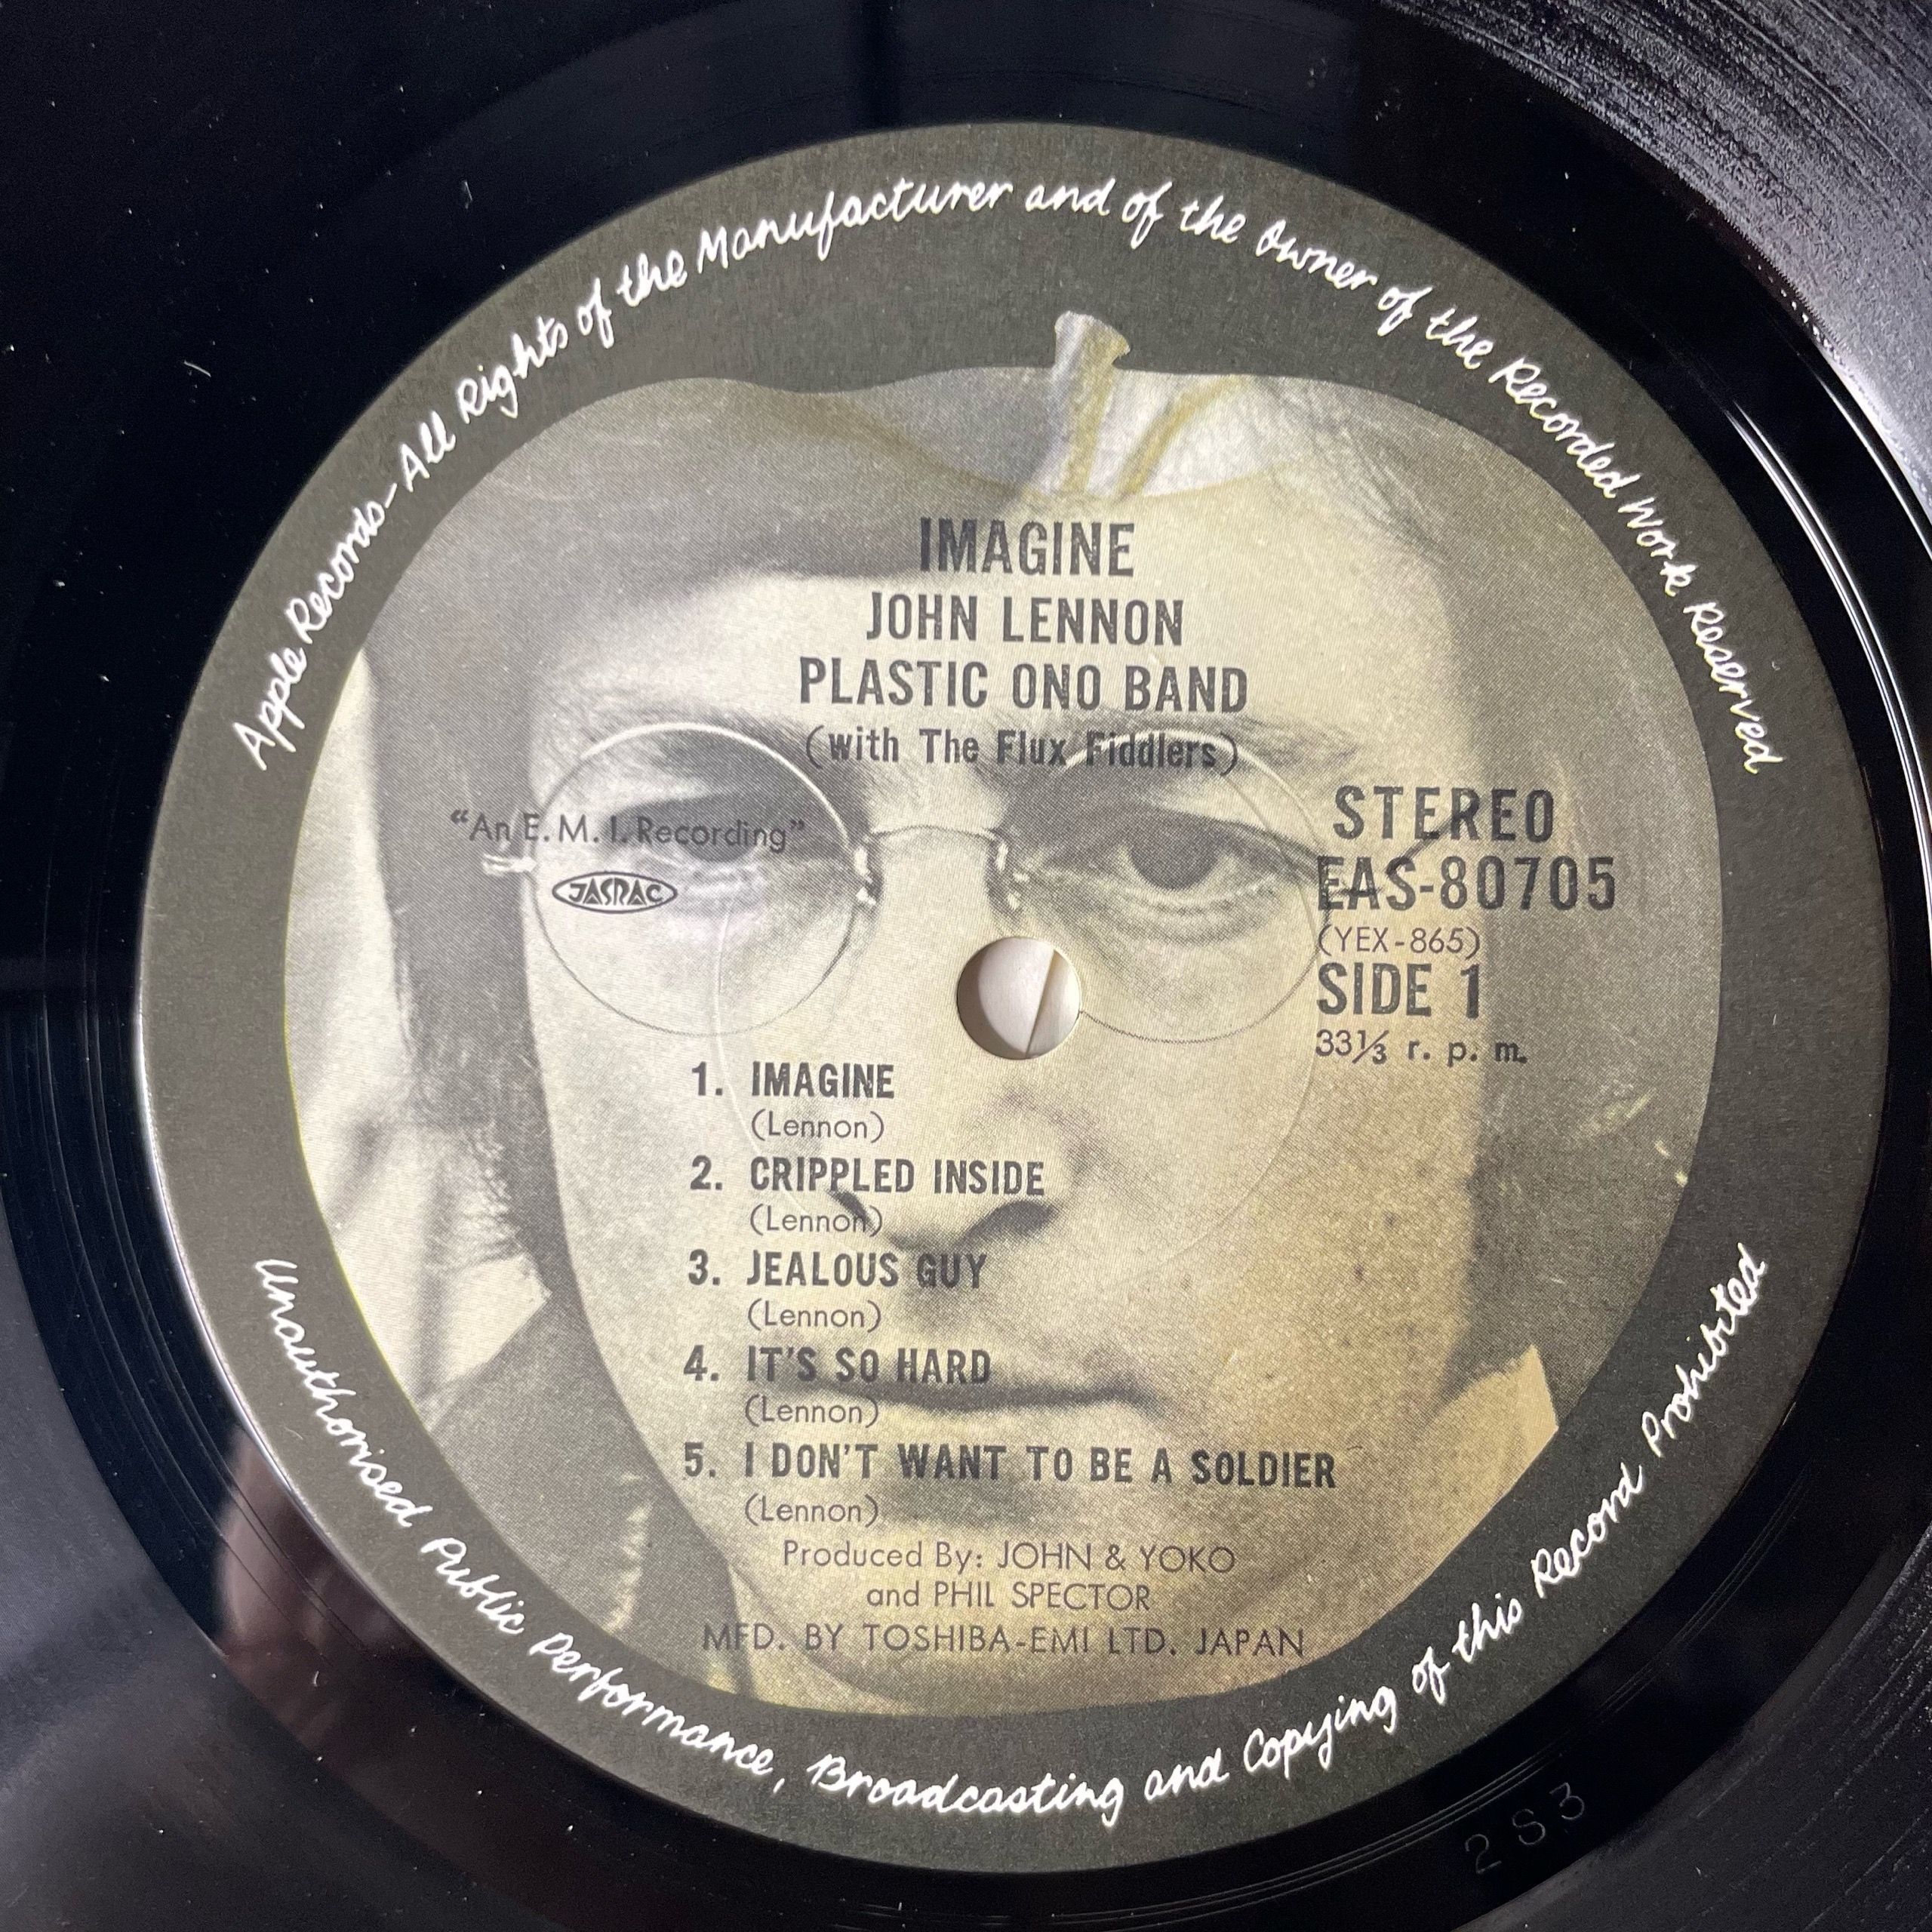 Apple Records–All Rights of the Manufacturer and of the Owner of the Recorded Work Reserved
IMAGINE
JOHN LENNON
PLASTIC ONO BAND
(with The Flux Fiddlers)
"An E. M. I. Recording"
JASRAC
STEREO
EAS-80705
(YEX-865)
SIDE 1
33⅓ r. p. m.
1. IMAGINE
(Lennon)
2. CRIPPLED INSIDE
(Lennon)
3. JEALOUS GUY
(Lennon)
4. IT'S SO HARD
(Lennon)
5. I DON'T WANT TO BE A SOLDIER
(Lennon)
Produced By: JOHN & YOKO
and PHIL SPECTOR
MFD. BY TOSHIBA-EMI LTD. JAPAN
Unauthorised Public Performance, Broadcasting and Copying of this Record Prohibited
2S3